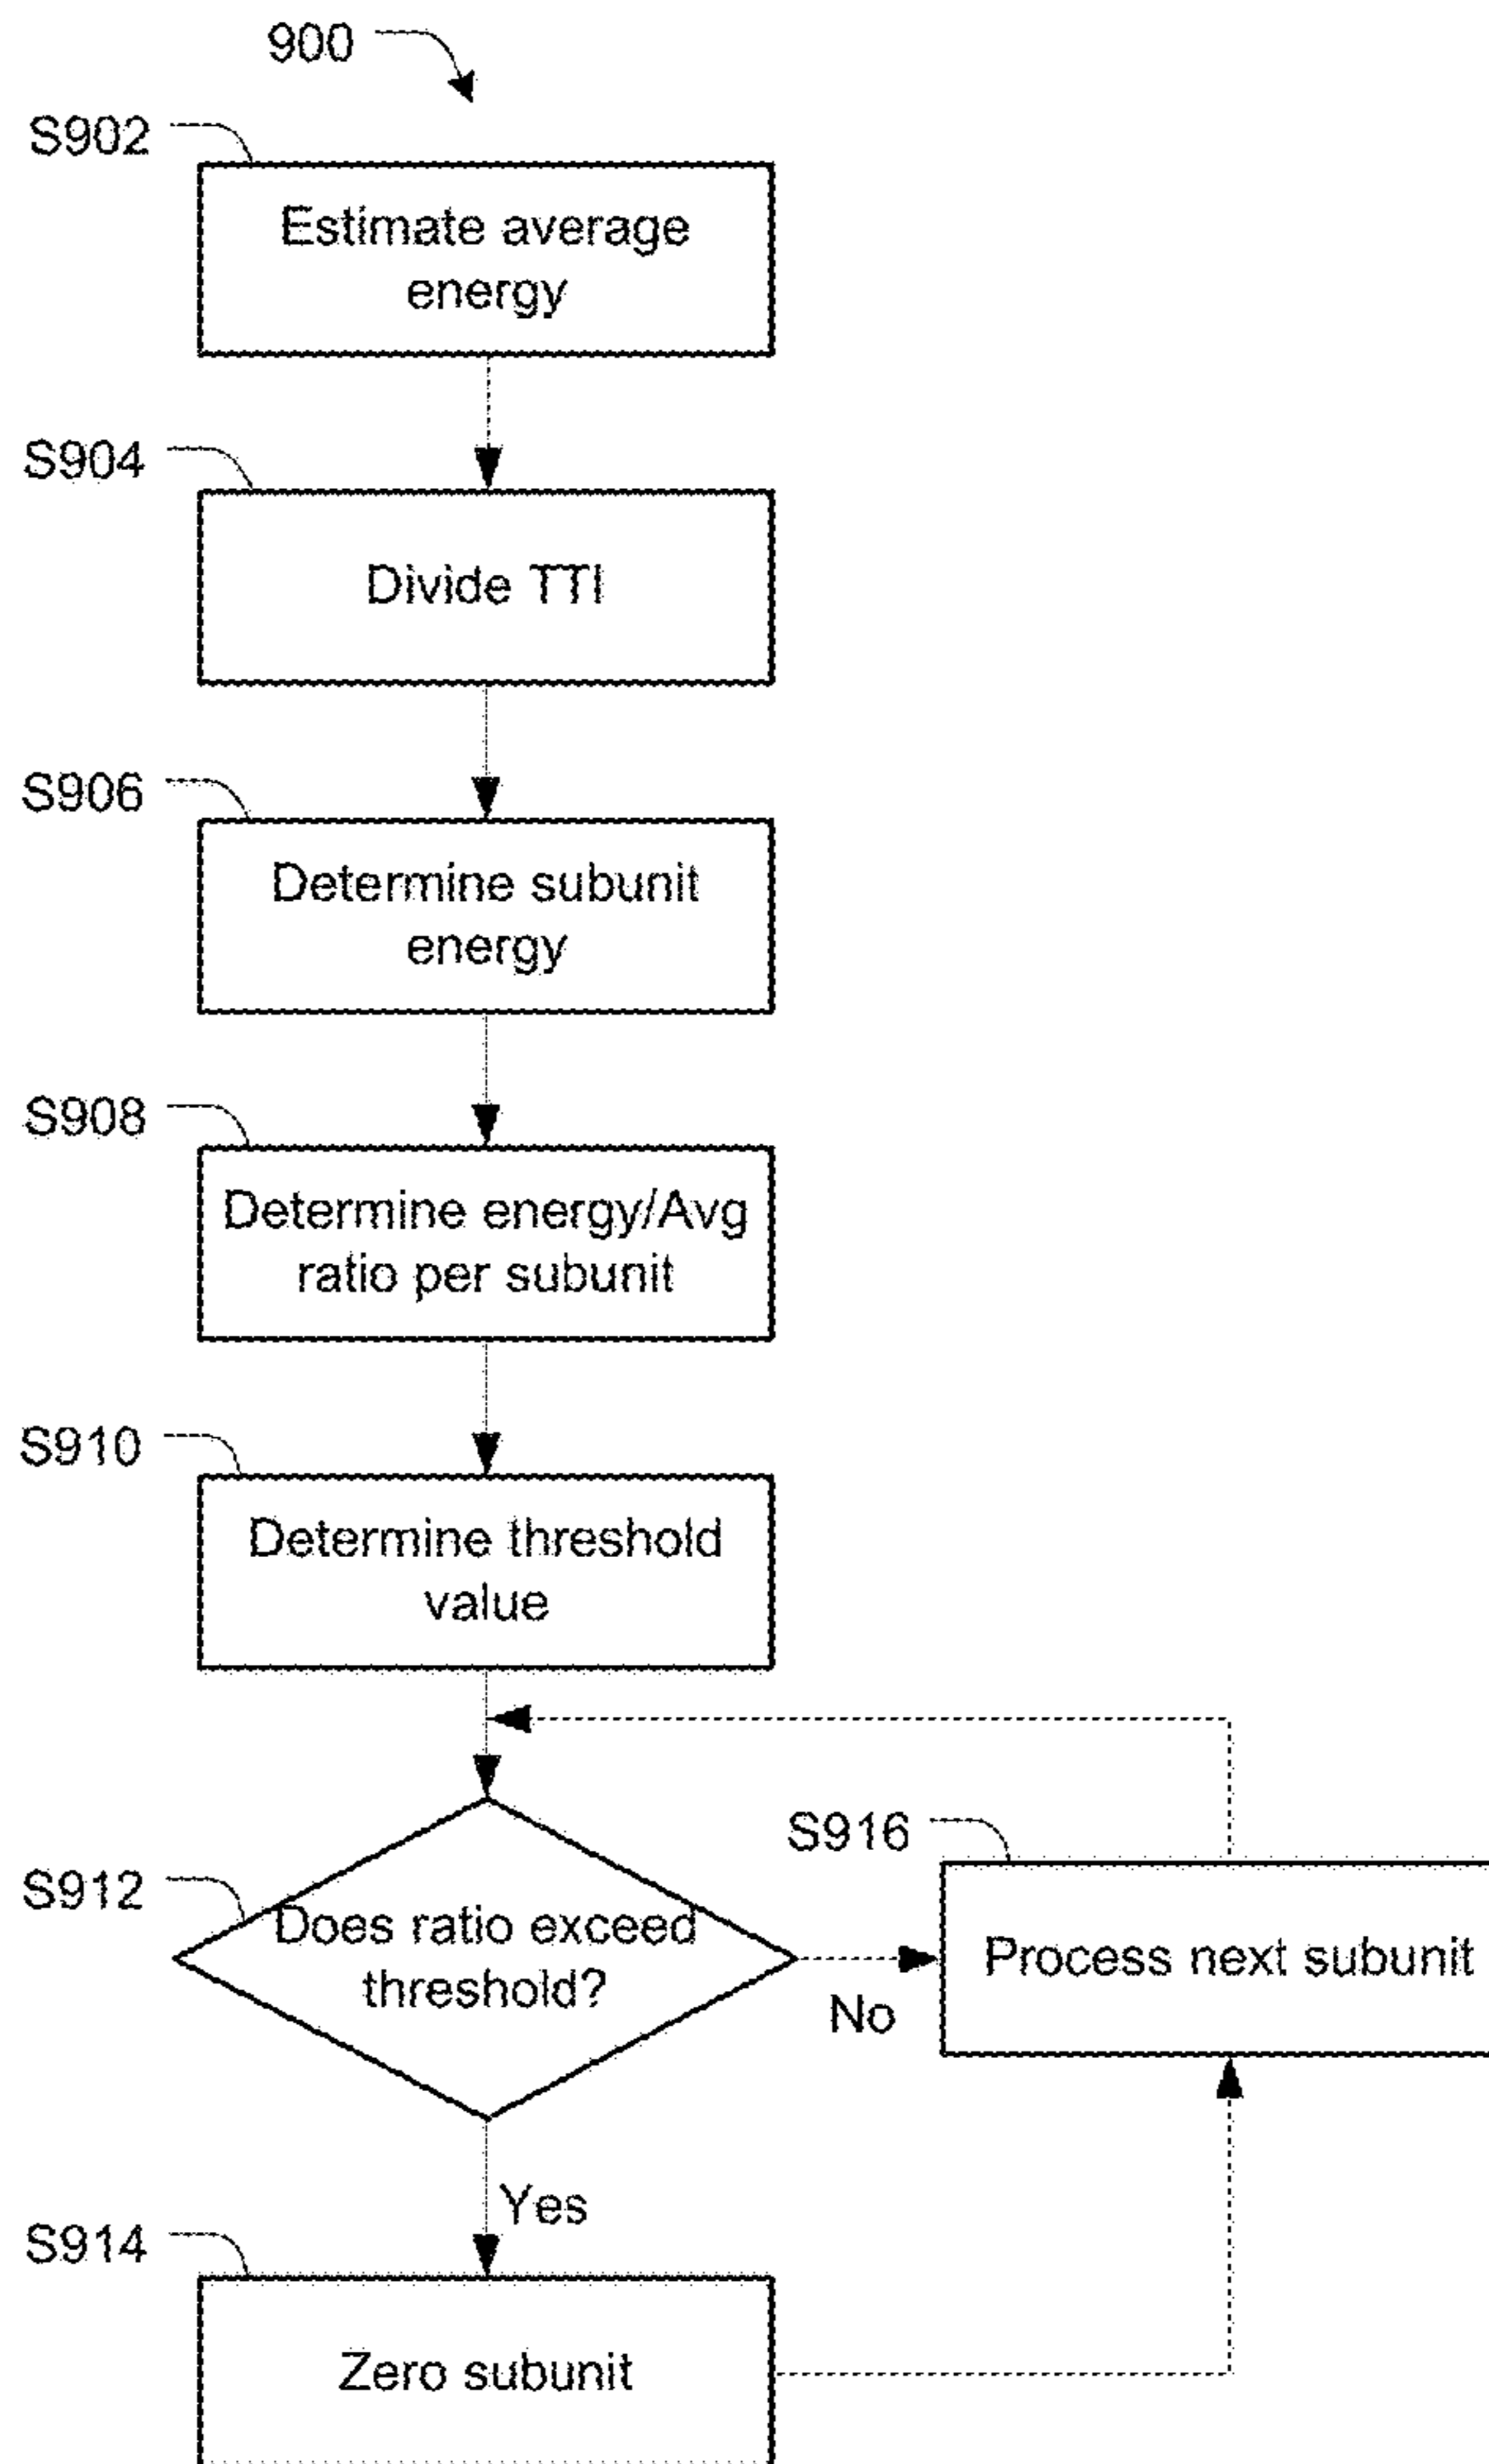 900
S902
Estimate average
energy
S904
Divide TTI
S906
Determine subunit
energy
S908
Determine energy/Avg
ratio per subunit
S910
Determine threshold
value
S912
Does ratio exceed
threshold?
No
S916
Process next subunit
Yes
S914
Zero subunit